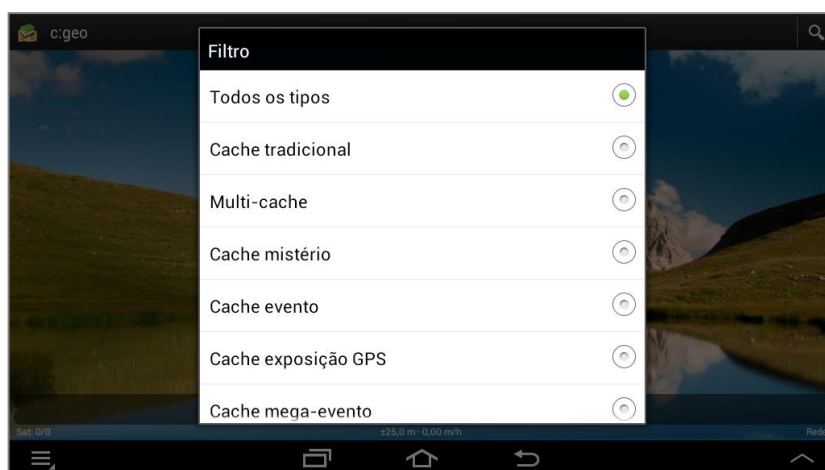 c:geo
Filtro
Todos os tipos
Cache tradicional
Multi-cache
Cache mistério
Cache evento
Cache exposição GPS
Cache mega-evento
Sat: 0/0
±25,0 m - 0,00 m/h
Rede